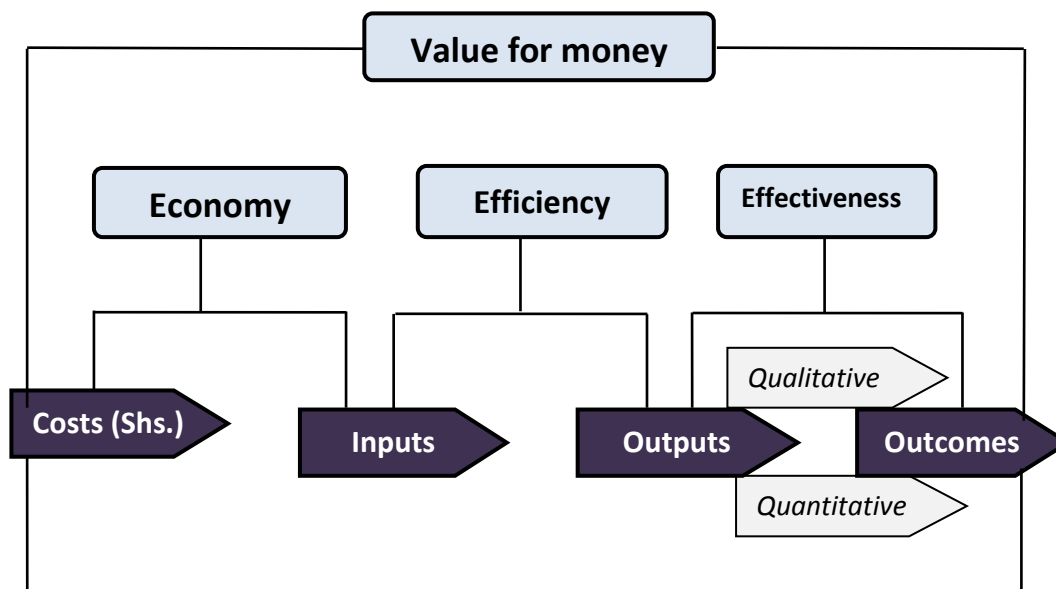 Value for money
Economy
Efficiency
Effectiveness
Qualitative
Costs (Shs.)
Inputs
Outputs
Outcomes
Quantitative